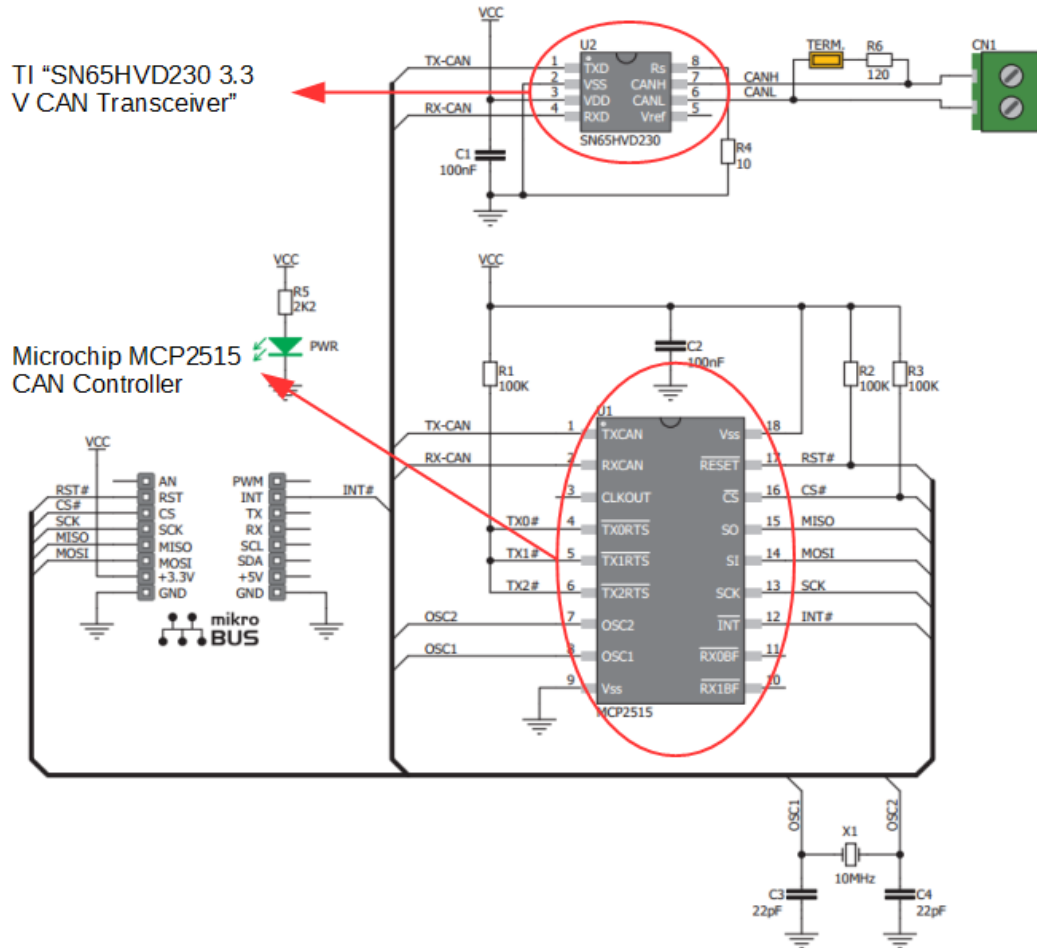 TI “SN65HVD230 3.3
V CAN Transceiver”
VCC
U2
TX-CAN
1
TXD
Rs
8
2
VSS
CANH
7
CANH
3
VDD
CANL
6
CANL
RX-CAN
4
RXD
Vref
5
SN65HVD230
TERM.
R6
120
CN1
C1
100nF
R4
10
VCC
R5
2K2
PWR
Microchip MCP2515
CAN Controller
VCC
C2
100nF
R1
100K
R2
100K
R3
100K
U1
TX-CAN
1
TXCAN
Vss
18
RX-CAN
2
RXCAN
RESET
17
RST#
3
CLKOUT
CS
16
CS#
TX0#
4
TX0RTS
SO
15
MISO
TX1#
5
TX1RTS
SI
14
MOSI
TX2#
6
TX2RTS
SCK
13
SCK
OSC2
7
OSC2
INT
12
INT#
OSC1
8
OSC1
RX0BF
11
9
Vss
RX1BF
10
MCP2515
VCC
AN
PWM
RST#
RST
INT
INT#
CS#
CS
TX
SCK
SCK
RX
MISO
MISO
SCL
MOSI
MOSI
SDA
+3.3V
+5V
GND
GND
mikro
BUS
OSC1
OSC2
X1
10MHz
C3
22pF
C4
22pF